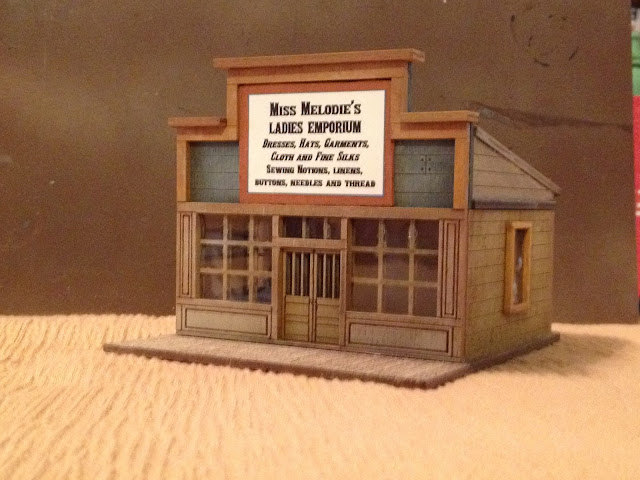 Miss Melodie's
Ladies Emporium
Dresses, Hats, Garments,
Cloth and Fine Silks
Sewing Notions, linens,
buttons, needles and thread